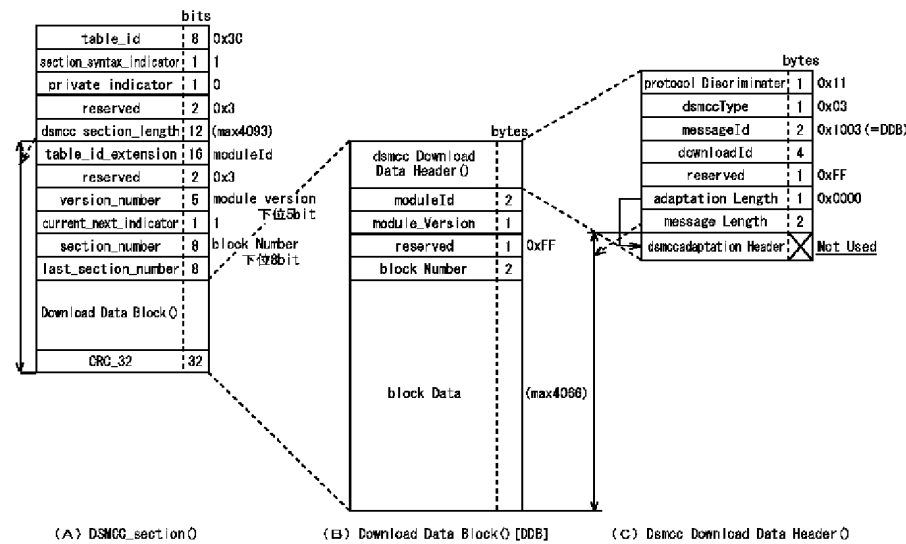 bits
table_id 8 0x3C
section_syntax_indicator 1 1
private indicator 1 0
reserved 2 0x3
dsmcc section_length 12 (max4093)
table_id_extension 16 moduleId
reserved 2 0x3
version_number 5 module version
下位5bit
current_next_indicator 1 1
section_number 8 block Number
下位8bit
last_section_number 8
Download Data Block()
CRC_32 32
(A) DSMCC_section()
bytes
dsmcc Download
Data Header()
moduleId 2
module_Version 1
reserved 1 0xFF
block Number 2
block Data (max4066)
(B) Download Data Block()[DDB]
bytes
protocol Discriminator 1 0x11
dsmccType 1 0x03
messageId 2 0x1003(=DDB)
downloadId 4
reserved 1 0xFF
adaptation Length 1 0x0000
message Length 2
dsmccadaptation Header Not Used
(C) Dsmcc Download Data Header()